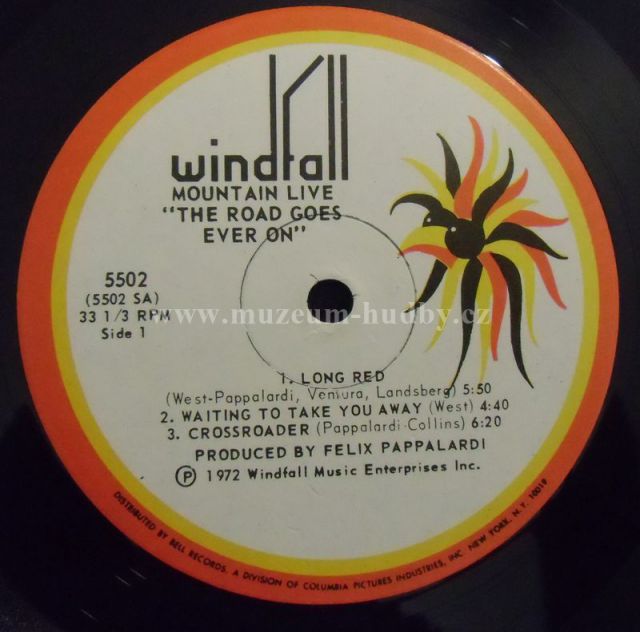 windfall
MOUNTAIN LIVE
"THE ROAD GOES
EVER ON"
5502
(5502 SA)
33 1/3 RPM
Side 1
www.muzeum-hudby.cz
1. LONG RED
(West-Pappalardi, Ventura, Landsberg) 5:50
2. WAITING TO TAKE YOU AWAY (West) 4:40
3. CROSSROADER (Pappalardi-Collins) 6:20
PRODUCED BY FELIX PAPPALARDI
Ⓟ 1972 Windfall Music Enterprises Inc.
DISTRIBUTED BY BELL RECORDS, A DIVISION OF COLUMBIA PICTURES INDUSTRIES, INC. NEW YORK, N.Y. 10019